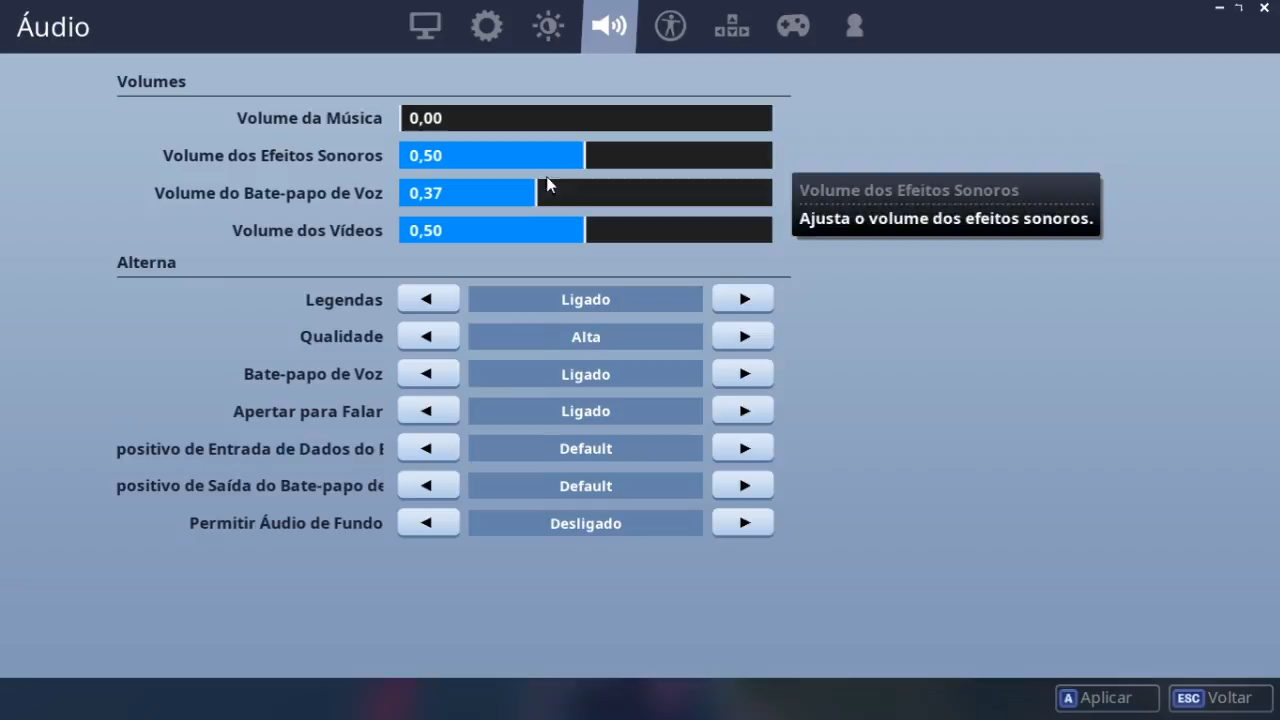 Áudio
Volumes
Volume da Música 0,00
Volume dos Efeitos Sonoros 0,50
Volume do Bate-papo de Voz 0,37
Volume dos Vídeos 0,50
Volume dos Efeitos Sonoros
Ajusta o volume dos efeitos sonoros.
Alterna
Legendas Ligado
Qualidade Alta
Bate-papo de Voz Ligado
Apertar para Falar Ligado
positivo de Entrada de Dados do B Default
positivo de Saída do Bate-papo de Default
Permitir Áudio de Fundo Desligado
A Aplicar ESC Voltar